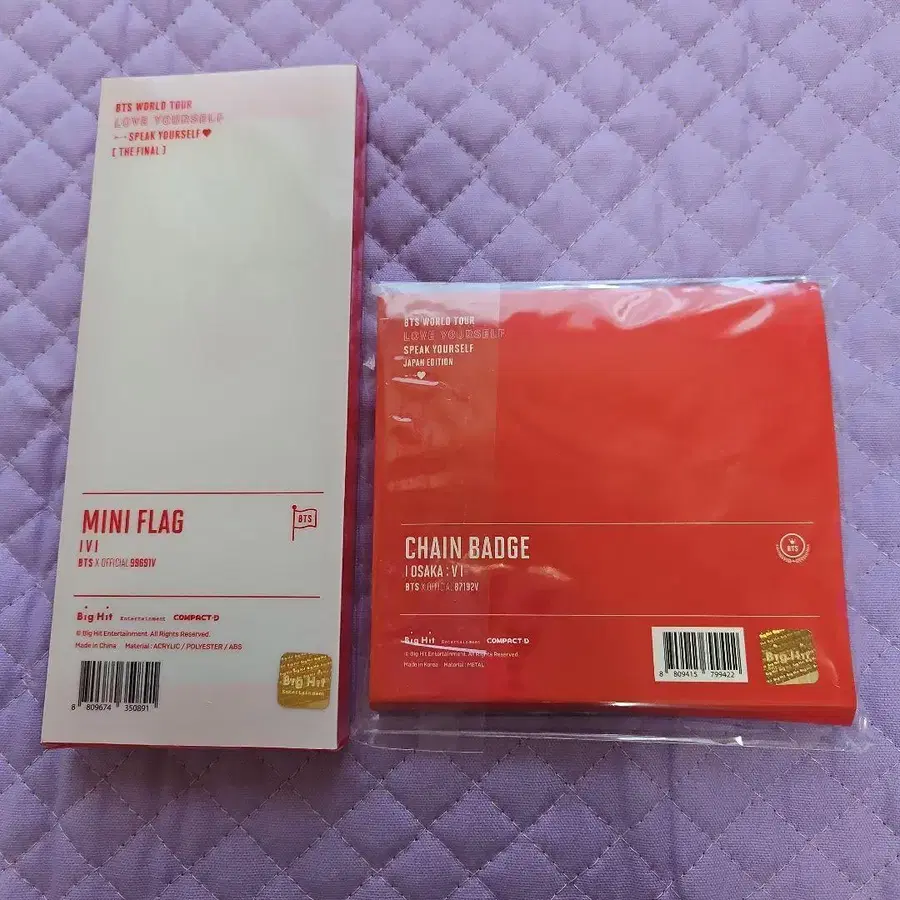 BTS WORLD TOUR
LOVE YOURSELF
SPEAK YOURSELF
[ THE FINAL ]
MINI FLAG
BTS
| V |
BTS X OFFICIAL 99691V
Big Hit Entertainment COMPACT-D
© Big Hit Entertainment. All Rights Reserved.
Made in China Material : ACRYLIC / POLYESTER / ABS
Big Hit
Entertainment
8 809674 350891
BTS WORLD TOUR
LOVE YOURSELF
SPEAK YOURSELF
JAPAN EDITION
CHAIN BADGE
BTS
| OSAKA : V |
BTS X OFFICIAL 87192V
Big Hit Entertainment COMPACT-D
© Big Hit Entertainment. All Rights Reserved.
Made in Korea Material : METAL
Big Hit
8 809415 799422